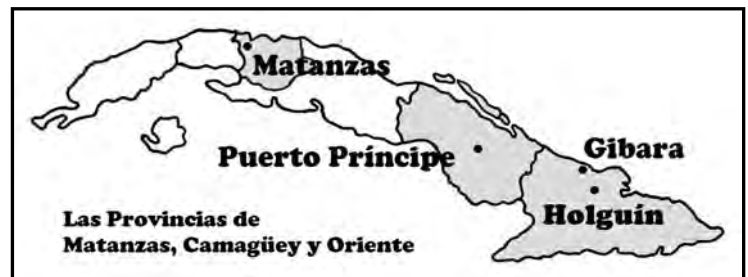 Matanzas
Puerto Príncipe
Gibara
Holguín
Las Provincias de
Matanzas, Camagüey y Oriente